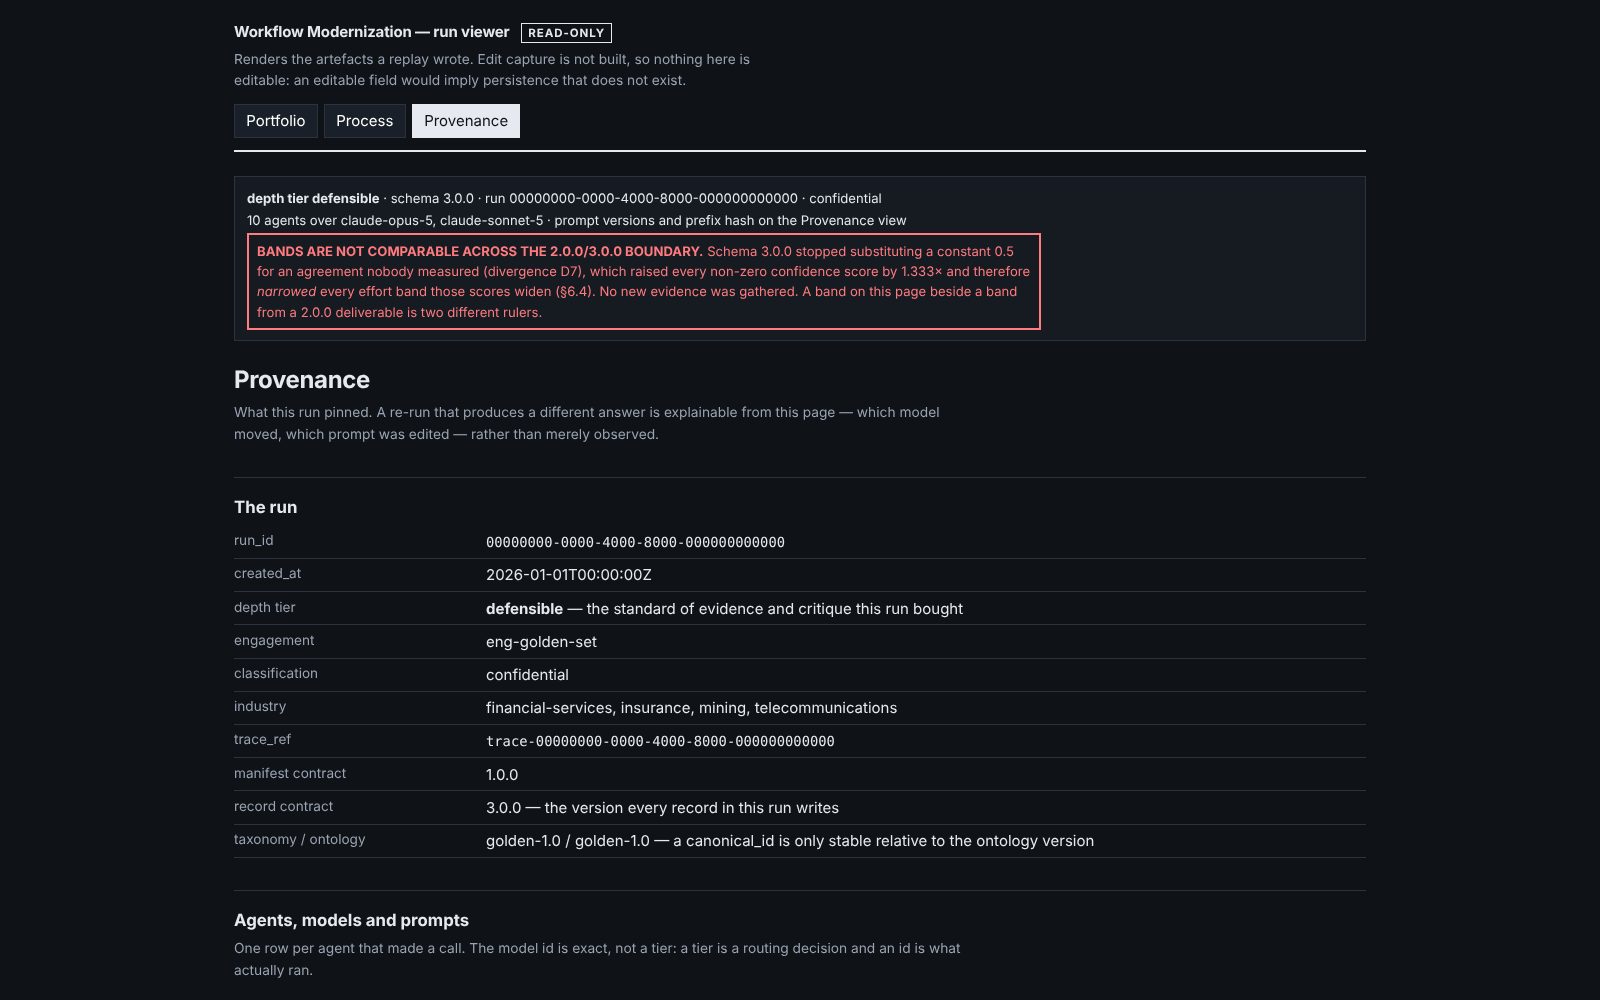 Workflow Modernization — run viewer READ-ONLY
Renders the artefacts a replay wrote. Edit capture is not built, so nothing here is
editable: an editable field would imply persistence that does not exist.
Portfolio Process Provenance
depth tier defensible · schema 3.0.0 · run 00000000-0000-4000-8000-000000000000 · confidential
10 agents over claude-opus-5, claude-sonnet-5 · prompt versions and prefix hash on the Provenance view
BANDS ARE NOT COMPARABLE ACROSS THE 2.0.0/3.0.0 BOUNDARY. Schema 3.0.0 stopped substituting a constant 0.5
for an agreement nobody measured (divergence D7), which raised every non-zero confidence score by 1.333× and therefore
narrowed every effort band those scores widen (§6.4). No new evidence was gathered. A band on this page beside a band
from a 2.0.0 deliverable is two different rulers.
Provenance
What this run pinned. A re-run that produces a different answer is explainable from this page — which model
moved, which prompt was edited — rather than merely observed.
The run
run_id 00000000-0000-4000-8000-000000000000
created_at 2026-01-01T00:00:00Z
depth tier defensible — the standard of evidence and critique this run bought
engagement eng-golden-set
classification confidential
industry financial-services, insurance, mining, telecommunications
trace_ref trace-00000000-0000-4000-8000-000000000000
manifest contract 1.0.0
record contract 3.0.0 — the version every record in this run writes
taxonomy / ontology golden-1.0 / golden-1.0 — a canonical_id is only stable relative to the ontology version
Agents, models and prompts
One row per agent that made a call. The model id is exact, not a tier: a tier is a routing decision and an id is what
actually ran.